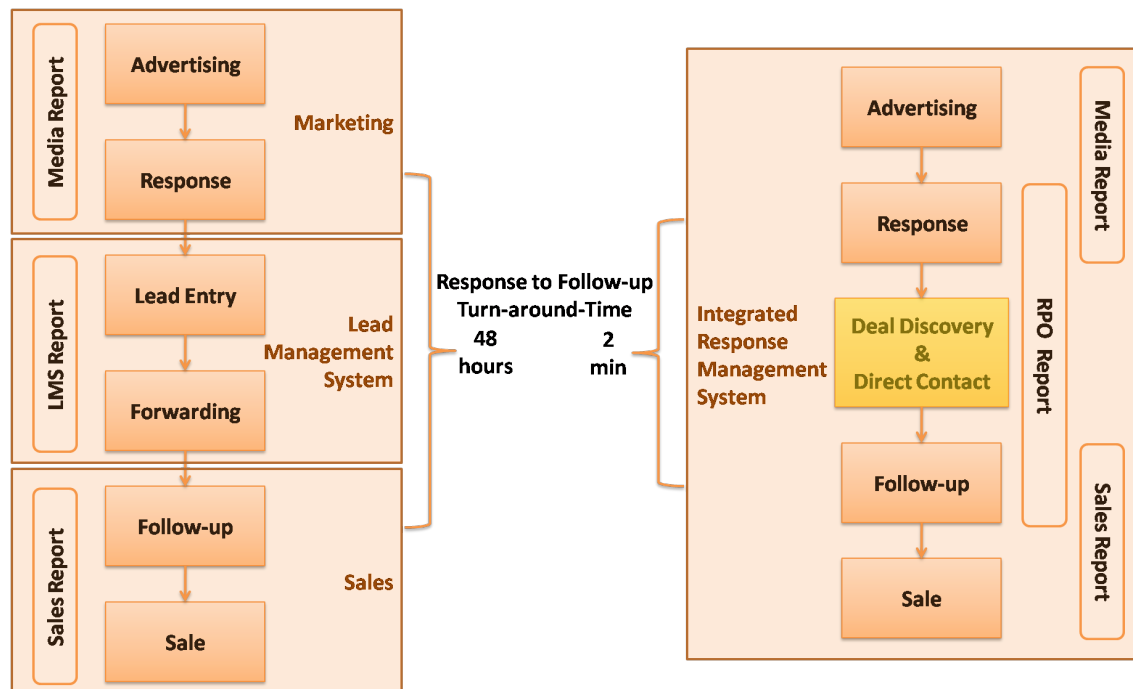 Media Report
Advertising
Response
Marketing
LMS Report
Lead Entry
Forwarding
Lead
Management
System
Sales Report
Follow-up
Sale
Sales
Response to Follow-up
Turn-around-Time
48
hours
2
min
Integrated
Response
Management
System
Advertising
Response
Deal Discovery
&
Direct Contact
Follow-up
Sale
Media Report
RPO Report
Sales Report